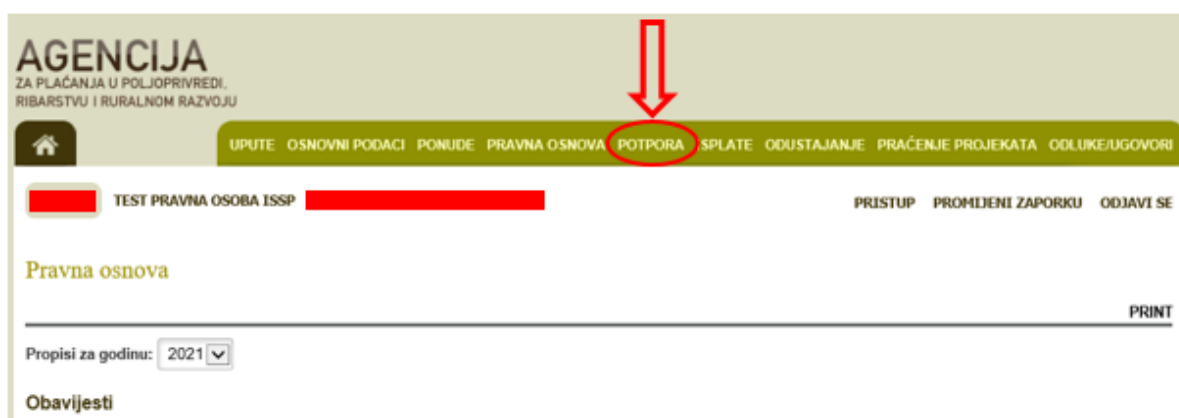 AGENCIJA
ZA PLAĆANJA U POLJOPRIVREDI,
RIBARSTVU I RURALNOM RAZVOJU
UPUTE OSNOVNI PODACI PONUDE PRAVNA OSNOVA POTPORA SPLATE ODUSTAJANJE PRAĆENJE PROJEKATA ODLUKE/UGOVORI
TEST PRAVNA OSOBA ISSP
PRISTUP PROMIJENI ZAPORKU ODJAVI SE
Pravna osnova
PRINT
Propisi za godinu: 2021
Obavijesti